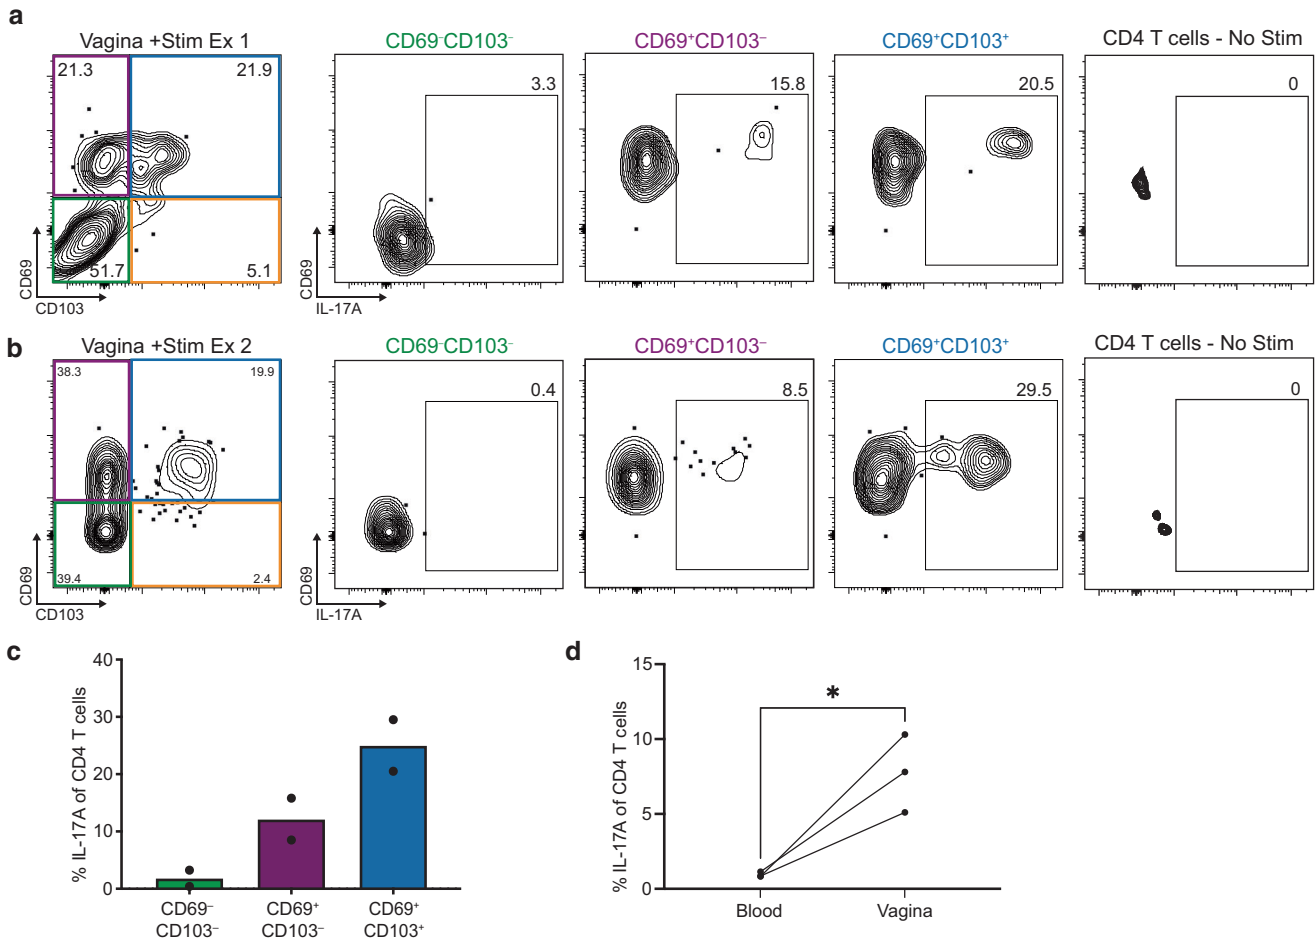 a
Vagina +Stim Ex 1
CD69⁻CD103⁻
CD69⁺CD103⁻
CD69⁺CD103⁺
CD4 T cells - No Stim
21.3
21.9
51.7
5.1
3.3
15.8
20.5
0
CD69
CD103
CD69
IL-17A
b
Vagina +Stim Ex 2
CD69⁻CD103⁻
CD69⁺CD103⁻
CD69⁺CD103⁺
CD4 T cells - No Stim
38.3
19.9
39.4
2.4
0.4
8.5
29.5
0
CD69
CD103
CD69
IL-17A
c
% IL-17A of CD4 T cells
40
30
20
10
0
CD69⁻
CD103⁻
CD69⁺
CD103⁻
CD69⁺
CD103⁺
d
% IL-17A of CD4 T cells
15
10
5
0
*
Blood
Vagina